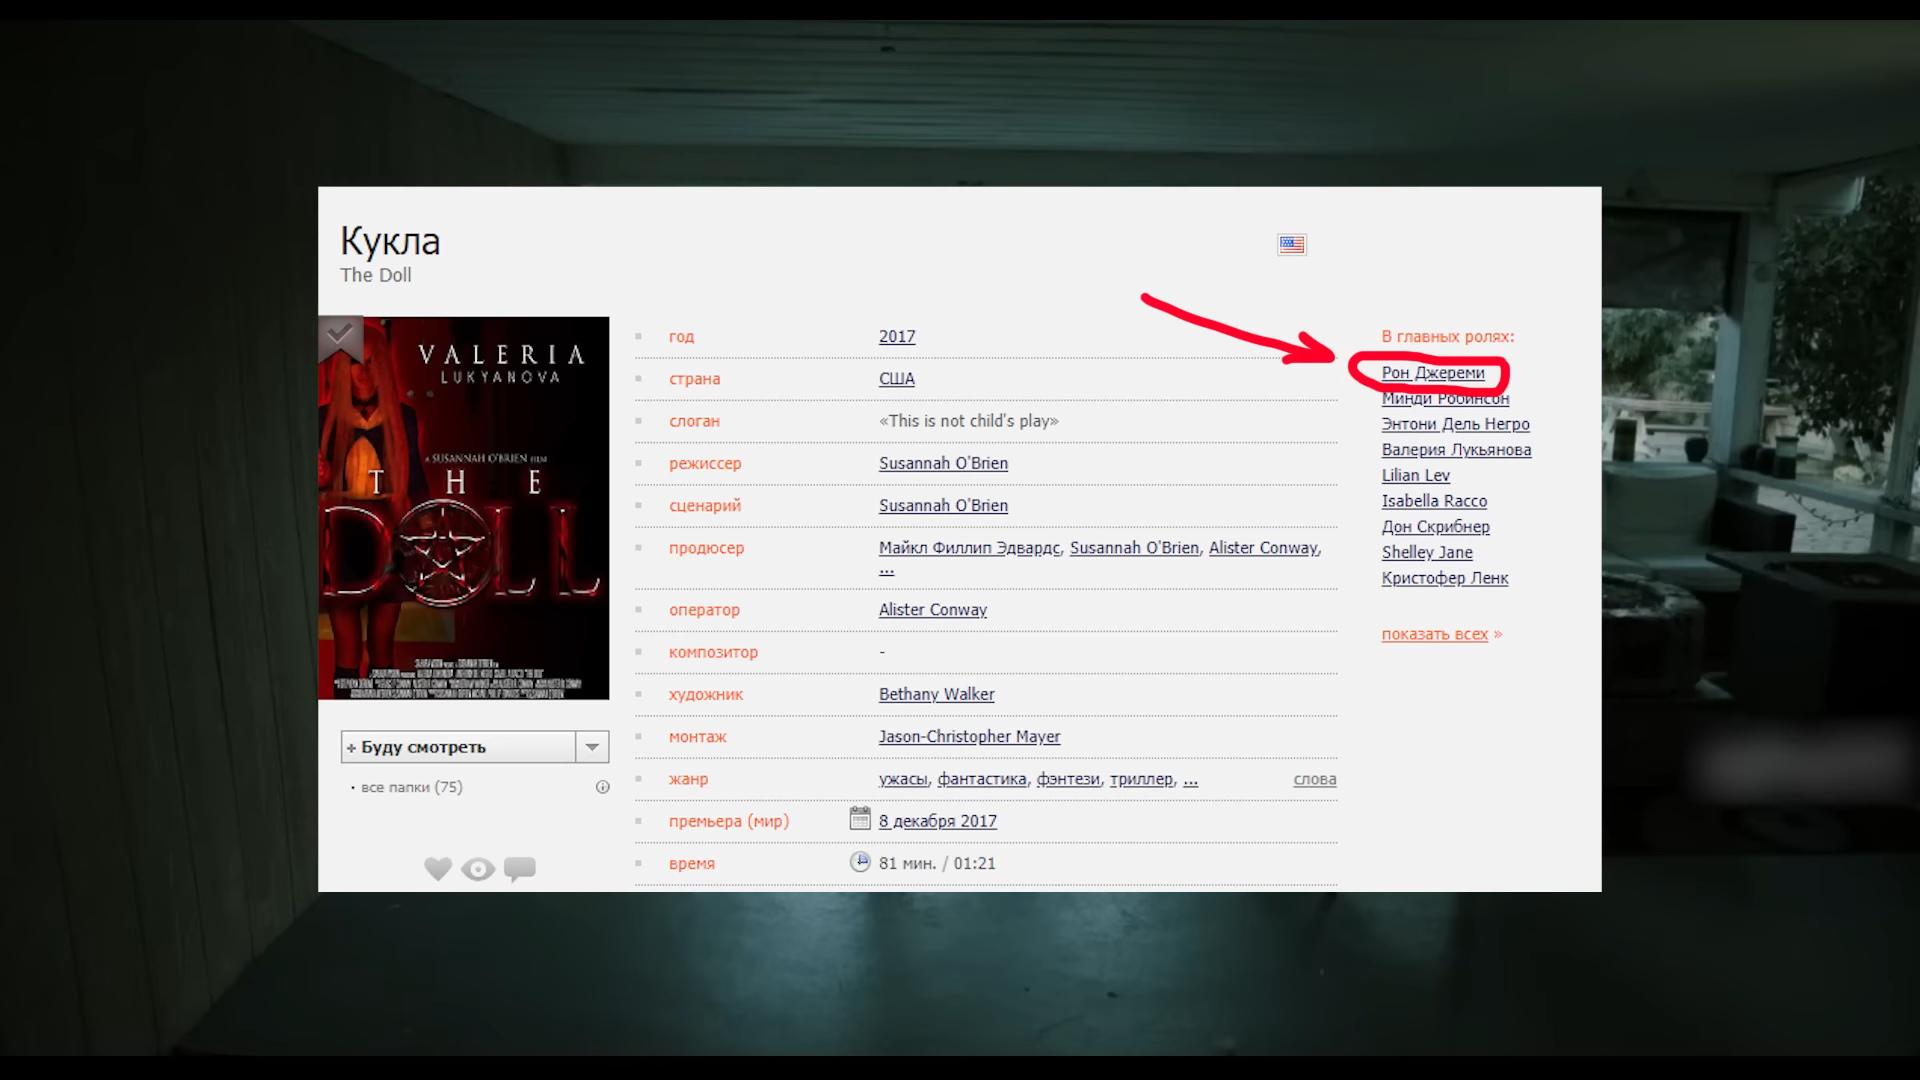 Кукла
The Doll
VALERIA
LUKYANOVA
A SUSANNAH O'BRIEN FILM
THE
DOLL
+ Буду смотреть
• все папки (75)
год 2017
страна США
слоган «This is not child's play»
режиссер Susannah O'Brien
сценарий Susannah O'Brien
продюсер Майкл Филлип Эдвардс, Susannah O'Brien, Alister Conway,
...
оператор Alister Conway
композитор -
художник Bethany Walker
монтаж Jason-Christopher Mayer
жанр ужасы, фантастика, фэнтези, триллер, ... слова
премьера (мир) 8 декабря 2017
время 81 мин. / 01:21
В главных ролях:
Рон Джереми
Минди Робинсон
Энтони Дель Негро
Валерия Лукьянова
Lilian Lev
Isabella Racco
Дон Скрибнер
Shelley Jane
Кристофер Ленк
показать всех »